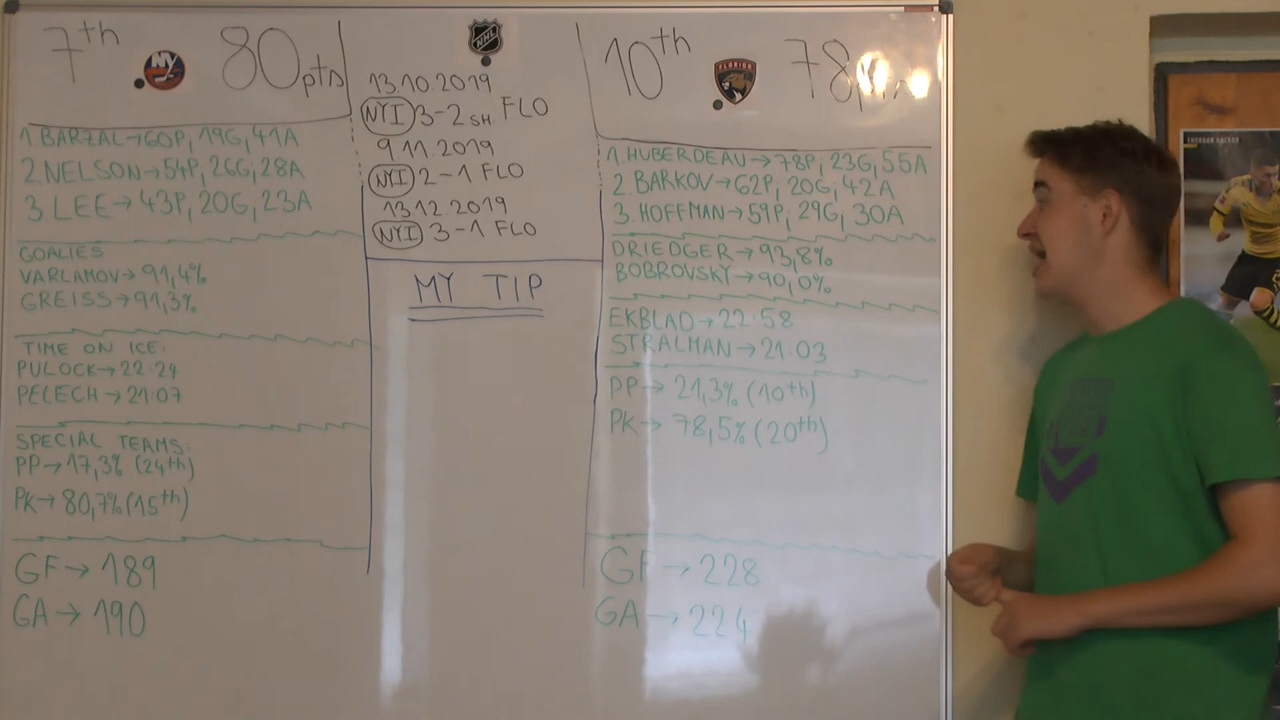 7th NY 80pts
1. BARZAL→60P, 19G, 41A
2. NELSON→54P, 26G, 28A
3 LEE→43P, 20G, 23A
GOALIES
VARLAMOV→91,4%
GREISS→91,3%
TIME ON ICE:
PULOCK→22:24
PELECH→21:07
SPECIAL TEAMS:
PP→17,3% (24th)
PK→80,7% (15th)
GF→189
GA→190
NHL
13.10.2019
NYI 3-2 SH FLO
9.11.2019
NYI 2-1 FLO
13.12.2019
NYI 3-1 FLO
MY TIP
10th FLORIDA 78
1. HUBERDEAU→78P, 23G, 55A
2. BARKOV→62P, 20G, 42A
3. HOFFMAN→59P, 29G, 30A
DRIEDGER→93,8%
BOBROVSKY→90,0%
EKBLAD→22:58
STRALMAN→21:03
PP→21,3% (10th)
PK→78,5% (20th)
GF→228
GA→224